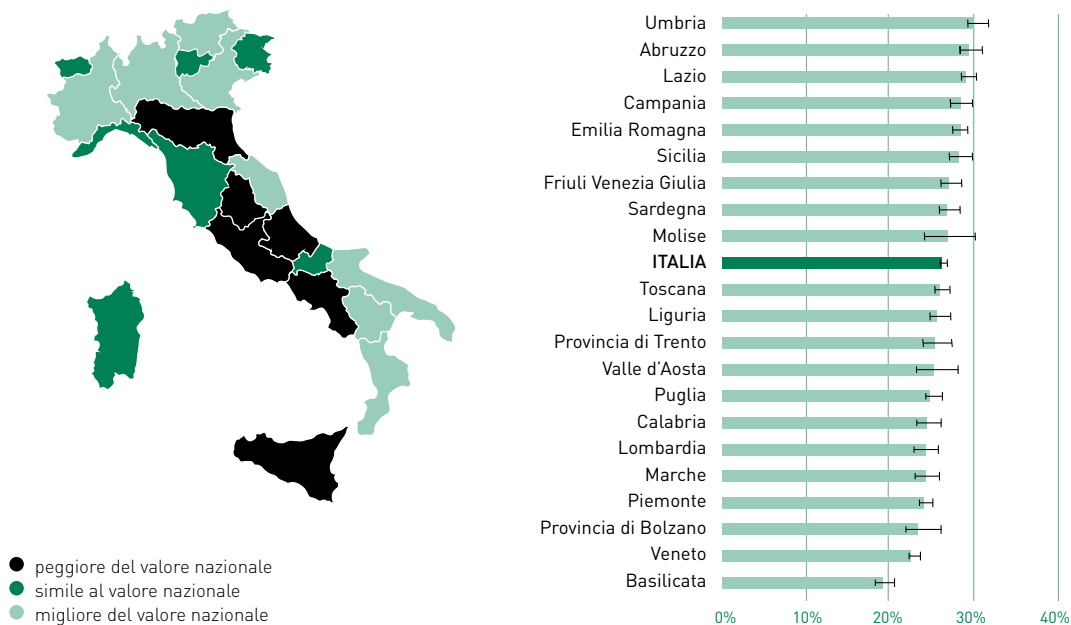 Umbria
Abruzzo
Lazio
Campania
Emilia Romagna
Sicilia
Friuli Venezia Giulia
Sardegna
Molise
ITALIA
Toscana
Liguria
Provincia di Trento
Valle d'Aosta
Puglia
Calabria
Lombardia
Marche
Piemonte
Provincia di Bolzano
Veneto
Basilicata
0% 10% 20% 30% 40%
peggiore del valore nazionale
simile al valore nazionale
migliore del valore nazionale